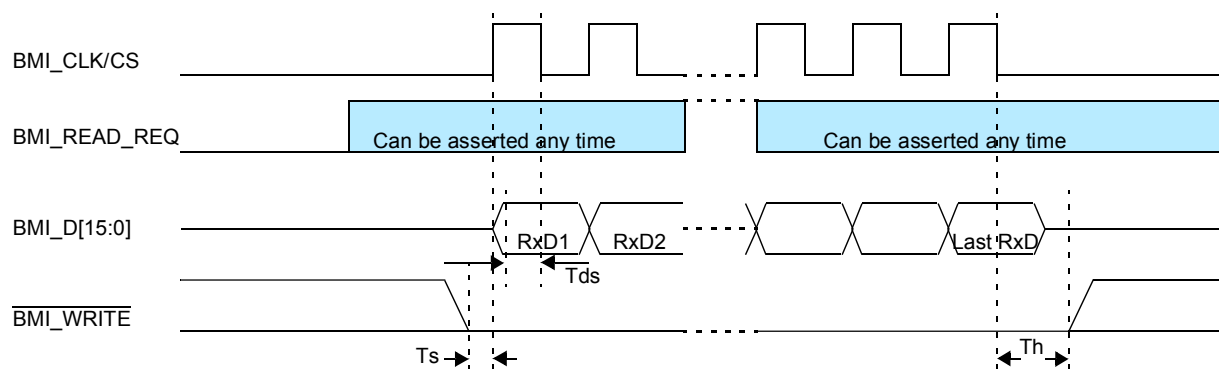 BMI_CLK/CS
BMI_READ_REQ
Can be asserted any time
Can be asserted any time
BMI_D[15:0]
RxD1
RxD2
Last RxD
Tds
BMI_WRITE
Ts
Th